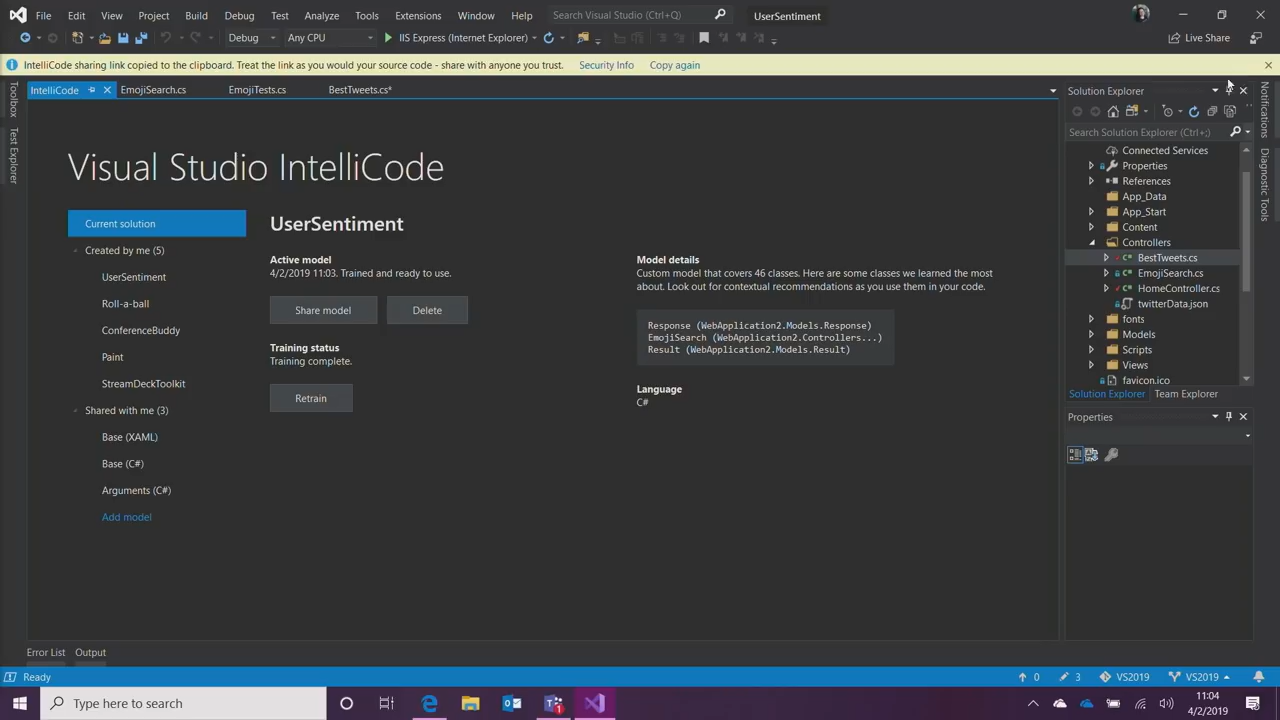 File Edit View Project Build Debug Test Analyze Tools Extensions Window Help Search Visual Studio (Ctrl+Q) UserSentiment
Debug Any CPU IIS Express (Internet Explorer) Live Share
IntelliCode sharing link copied to the clipboard. Treat the link as you would your source code - share with anyone you trust. Security Info Copy again
Toolbox
Test Explorer
IntelliCode EmojiSearch.cs EmojiTests.cs BestTweets.cs*
Visual Studio IntelliCode
Current solution
Created by me (5)
UserSentiment
Roll-a-ball
ConferenceBuddy
Paint
StreamDeckToolkit
Shared with me (3)
Base (XAML)
Base (C#)
Arguments (C#)
Add model
UserSentiment
Active model
4/2/2019 11:03. Trained and ready to use.
Share model Delete
Training status
Training complete.
Retrain
Model details
Custom model that covers 46 classes. Here are some classes we learned the most
about. Look out for contextual recommendations as you use them in your code.
Response (WebApplication2.Models.Response)
EmojiSearch (WebApplication2.Controllers...)
Result (WebApplication2.Models.Result)
Language
C#
Solution Explorer
Search Solution Explorer (Ctrl+;)
Connected Services
Properties
References
App_Data
App_Start
Content
Controllers
C# BestTweets.cs
C# EmojiSearch.cs
C# HomeController.cs
twitterData.json
fonts
Models
Scripts
Views
favicon.ico
Solution Explorer Team Explorer
Properties
Notifications
Diagnostic Tools
Error List Output
Ready 0 3 VS2019 VS2019
Type here to search
11:04
4/2/2019